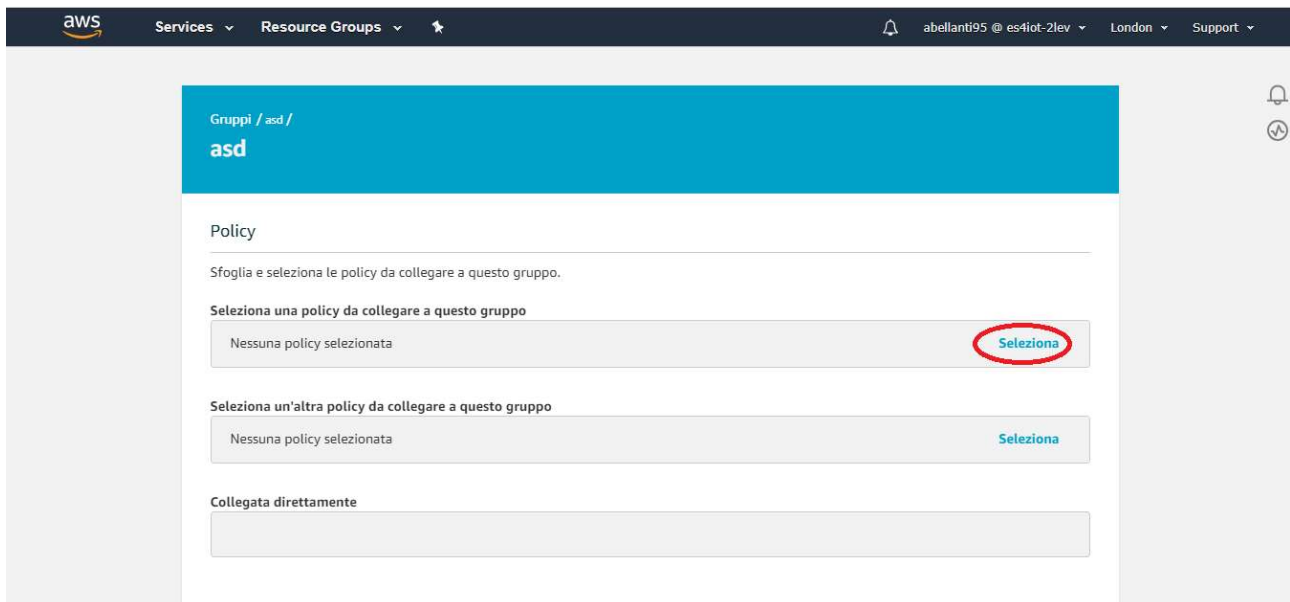 aws Services Resource Groups abellanti95 @ es4iot-2lev London Support
Gruppi / asd /
asd
Policy
Sfoglia e seleziona le policy da collegare a questo gruppo.
Seleziona una policy da collegare a questo gruppo
Nessuna policy selezionata Seleziona
Seleziona un'altra policy da collegare a questo gruppo
Nessuna policy selezionata Seleziona
Collegata direttamente